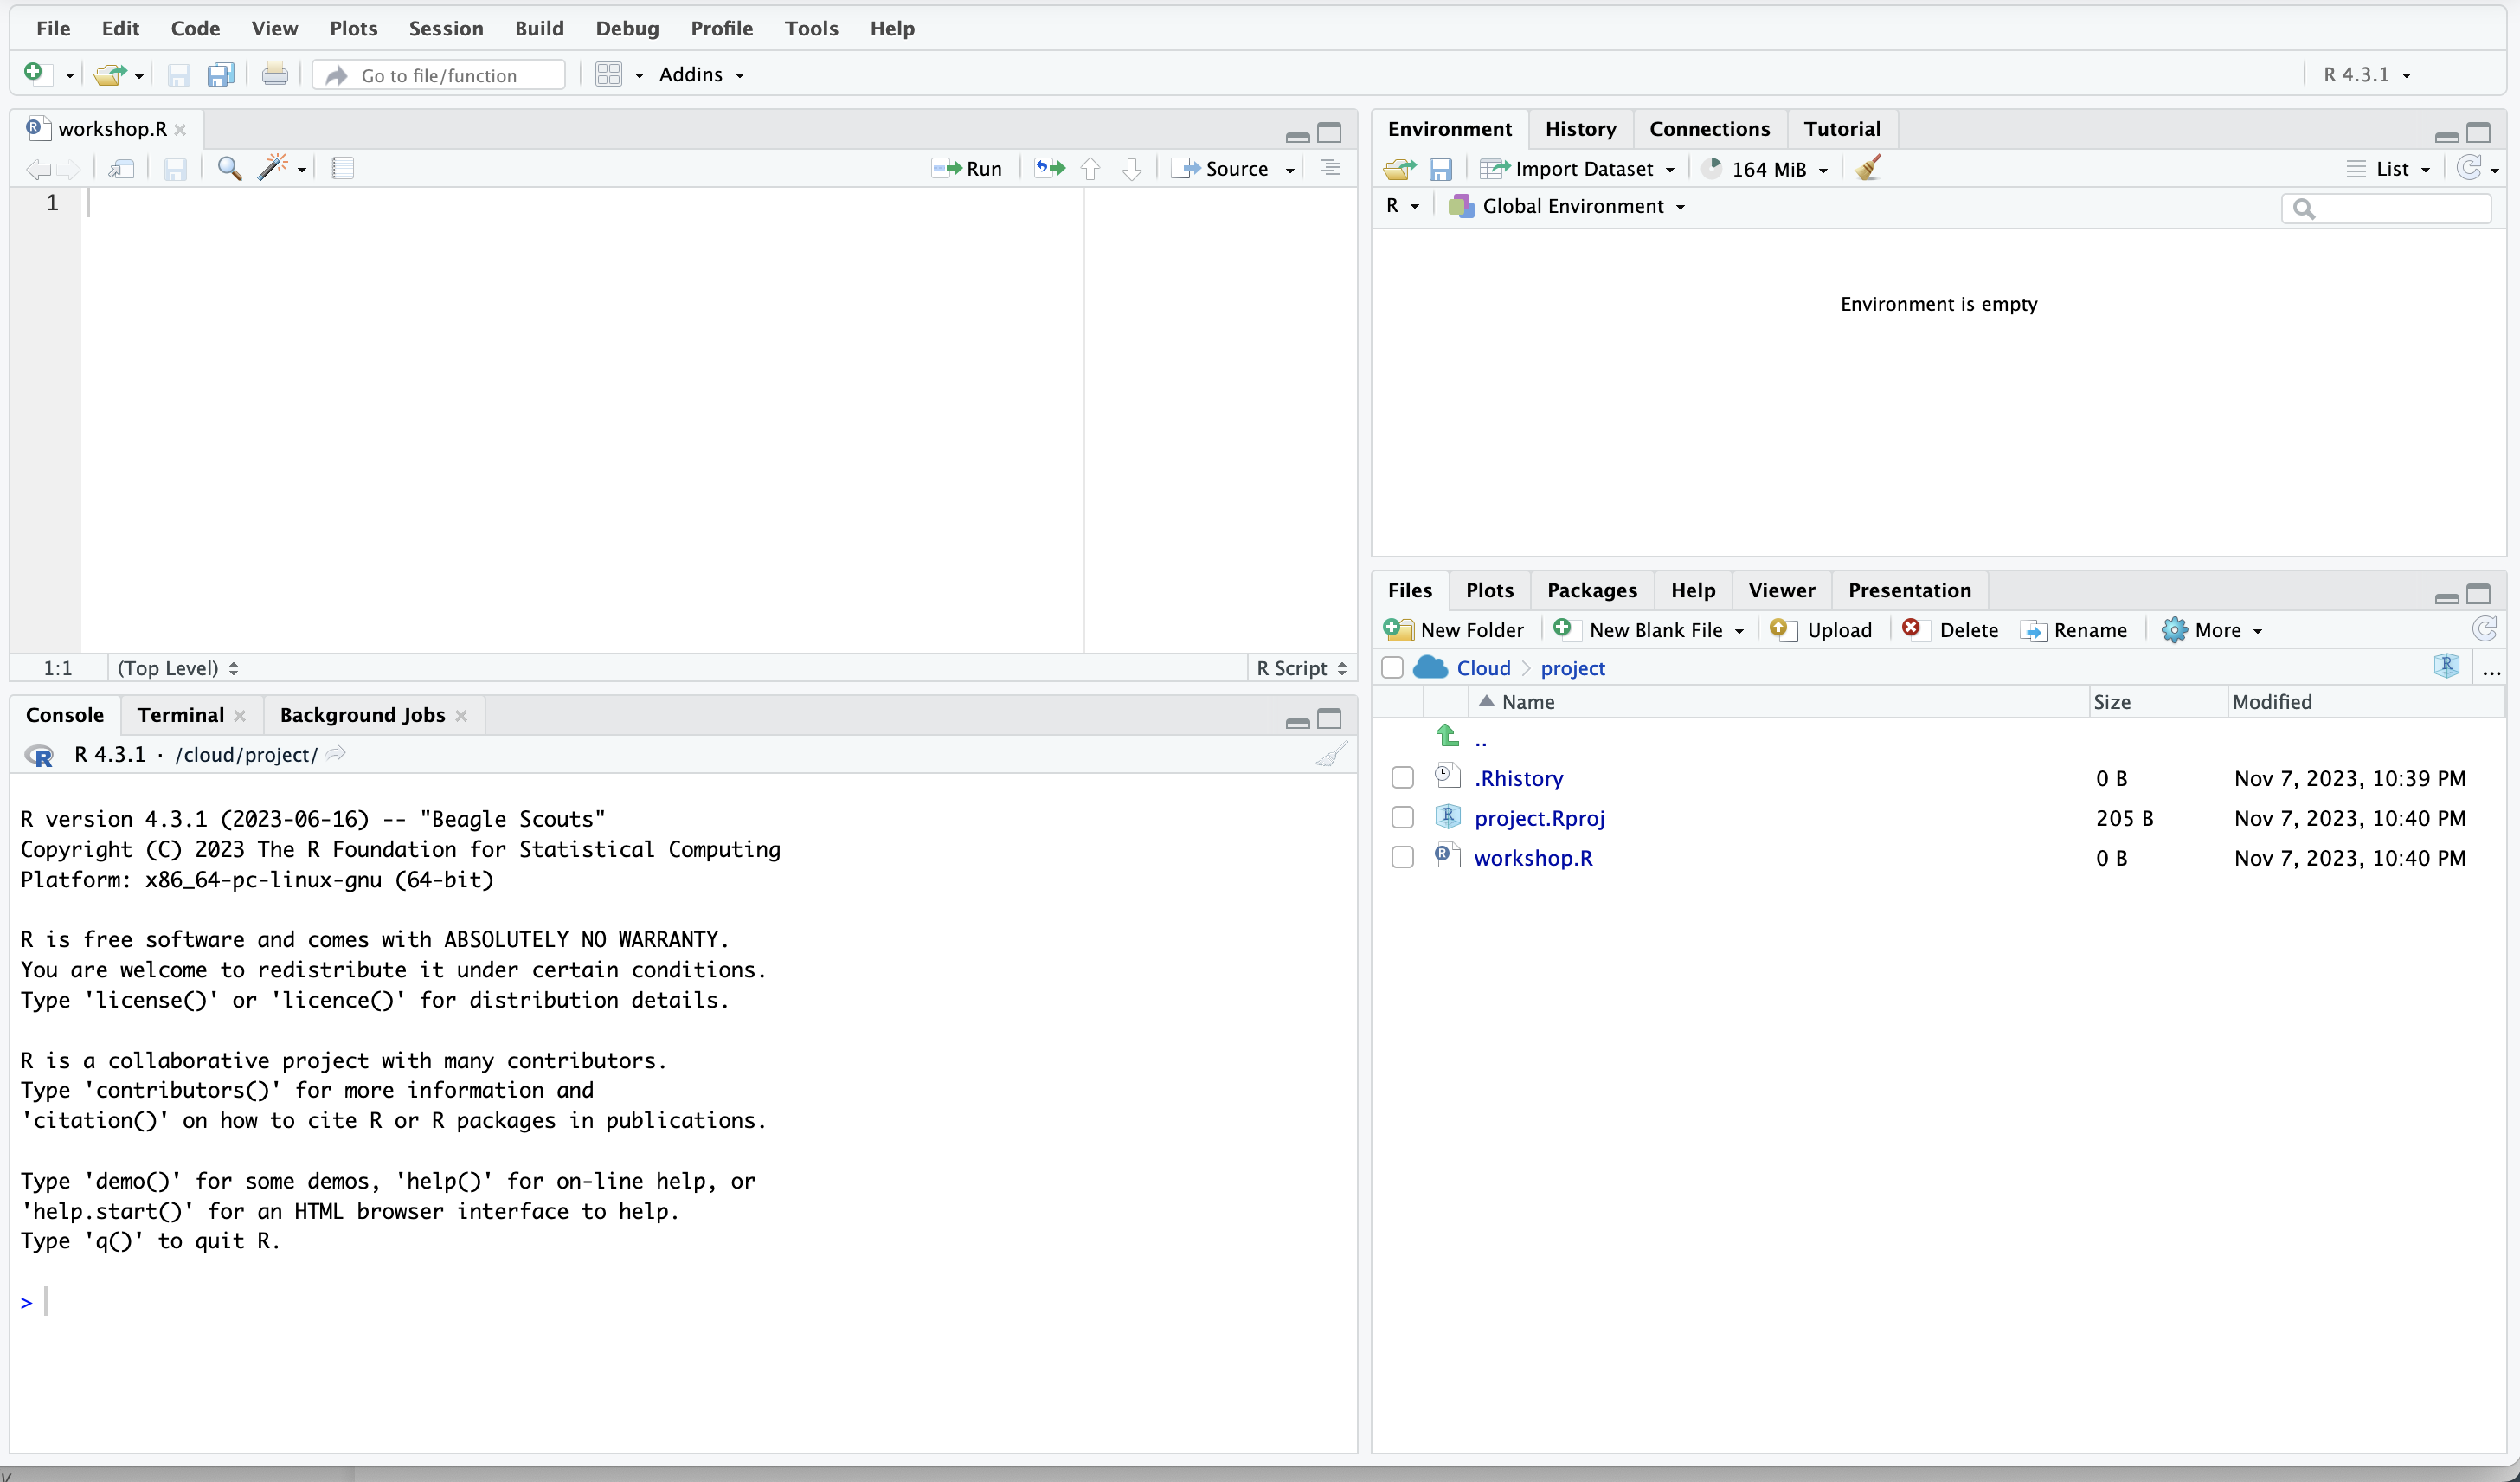 File Edit Code View Plots Session Build Debug Profile Tools Help
Go to file/function Addins R 4.3.1
workshop.R
Run Source
1
1:1 (Top Level) R Script
Console Terminal Background Jobs
R 4.3.1 · /cloud/project/
R version 4.3.1 (2023-06-16) -- "Beagle Scouts"
Copyright (C) 2023 The R Foundation for Statistical Computing
Platform: x86_64-pc-linux-gnu (64-bit)
R is free software and comes with ABSOLUTELY NO WARRANTY.
You are welcome to redistribute it under certain conditions.
Type 'license()' or 'licence()' for distribution details.
R is a collaborative project with many contributors.
Type 'contributors()' for more information and
'citation()' on how to cite R or R packages in publications.
Type 'demo()' for some demos, 'help()' for on-line help, or
'help.start()' for an HTML browser interface to help.
Type 'q()' to quit R.
>
Environment History Connections Tutorial
Import Dataset 164 MiB List
R Global Environment
Environment is empty
Files Plots Packages Help Viewer Presentation
New Folder New Blank File Upload Delete Rename More
Cloud > project R ...
Name Size Modified
..
.Rhistory 0 B Nov 7, 2023, 10:39 PM
project.Rproj 205 B Nov 7, 2023, 10:40 PM
workshop.R 0 B Nov 7, 2023, 10:40 PM